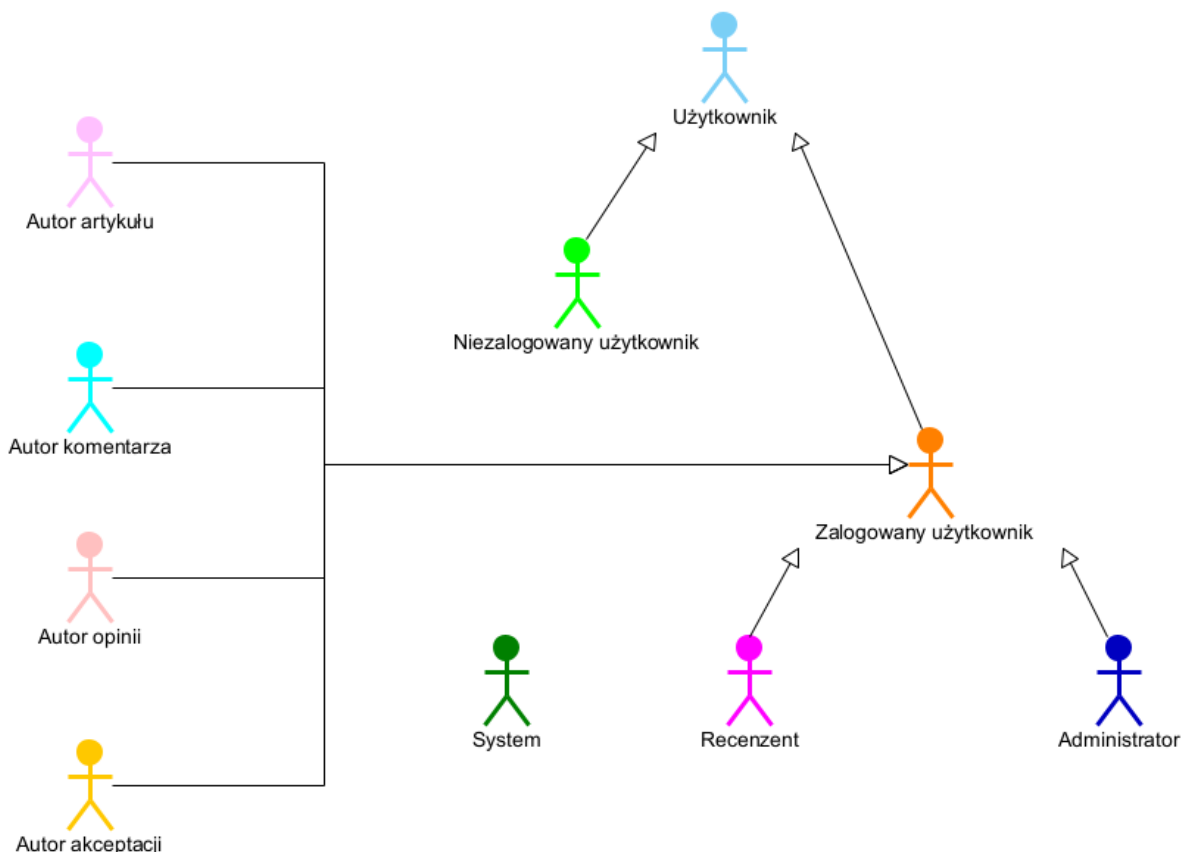 Użytkownik
Autor artykułu
Niezalogowany użytkownik
Autor komentarza
Zalogowany użytkownik
Autor opinii
System
Recenzent
Administrator
Autor akceptacji